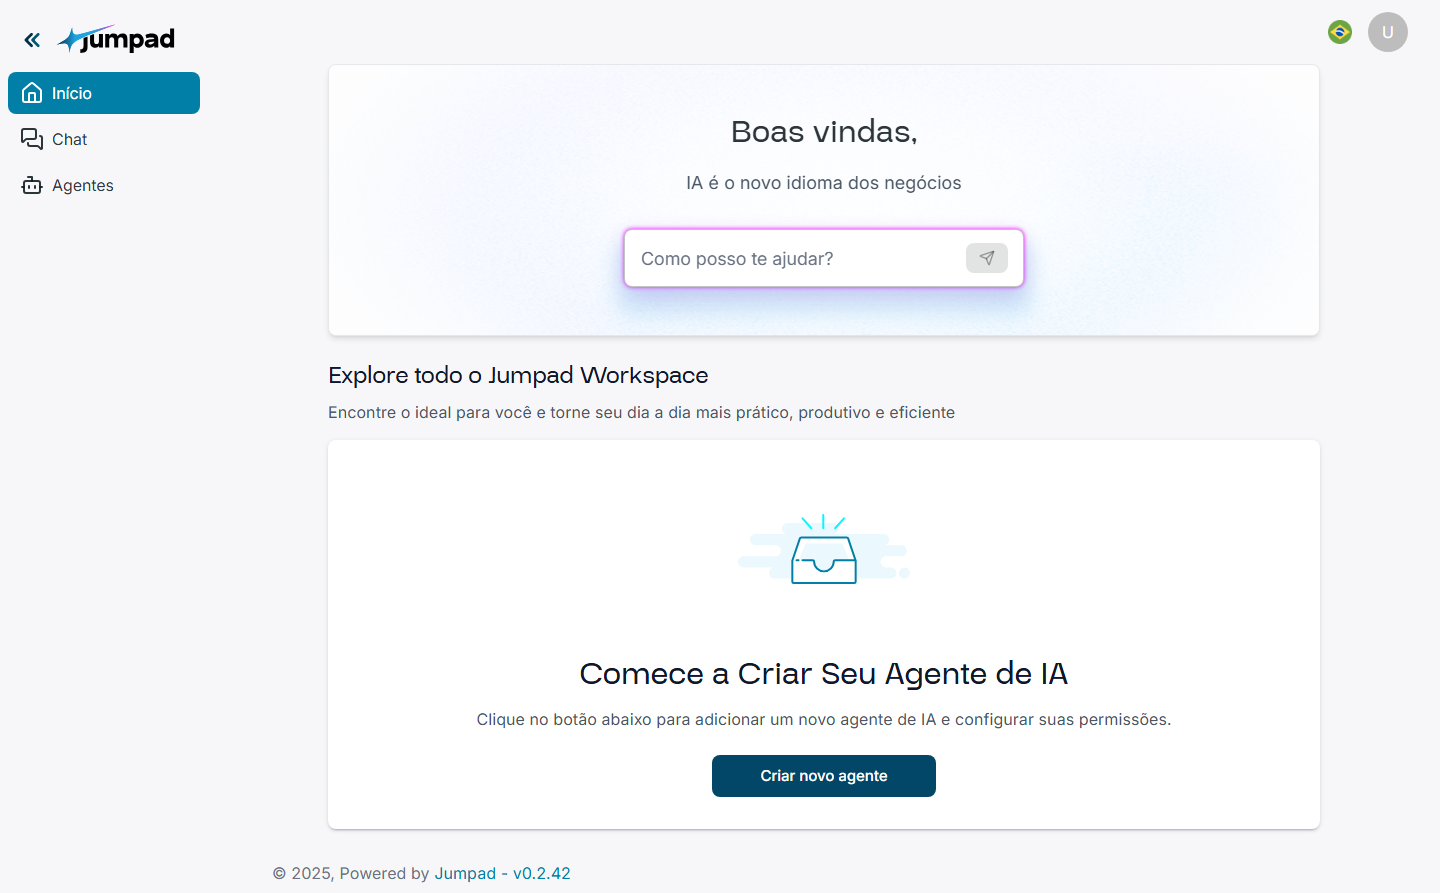 jumpad
U
Início
Chat
Agentes
Boas vindas,
IA é o novo idioma dos negócios
Como posso te ajudar?
Explore todo o Jumpad Workspace
Encontre o ideal para você e torne seu dia a dia mais prático, produtivo e eficiente
Comece a Criar Seu Agente de IA
Clique no botão abaixo para adicionar um novo agente de IA e configurar suas permissões.
Criar novo agente
© 2025, Powered by Jumpad - v0.2.42